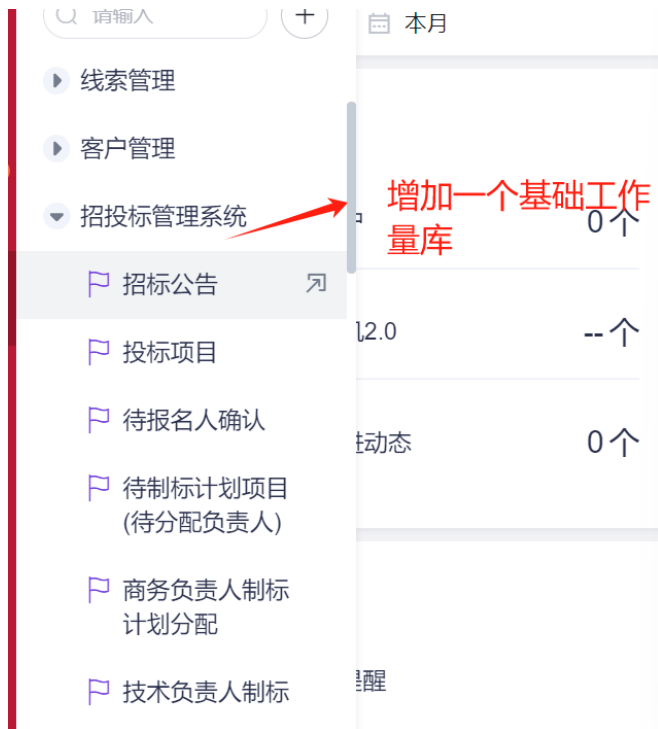 请输入
本月
线索管理
客户管理
招投标管理系统
增加一个基础工作
量库
0个
招标公告
投标项目
2.0
--个
待报名人确认
动态
0个
待制标计划项目
(待分配负责人)
商务负责人制标
计划分配
技术负责人制标
醒